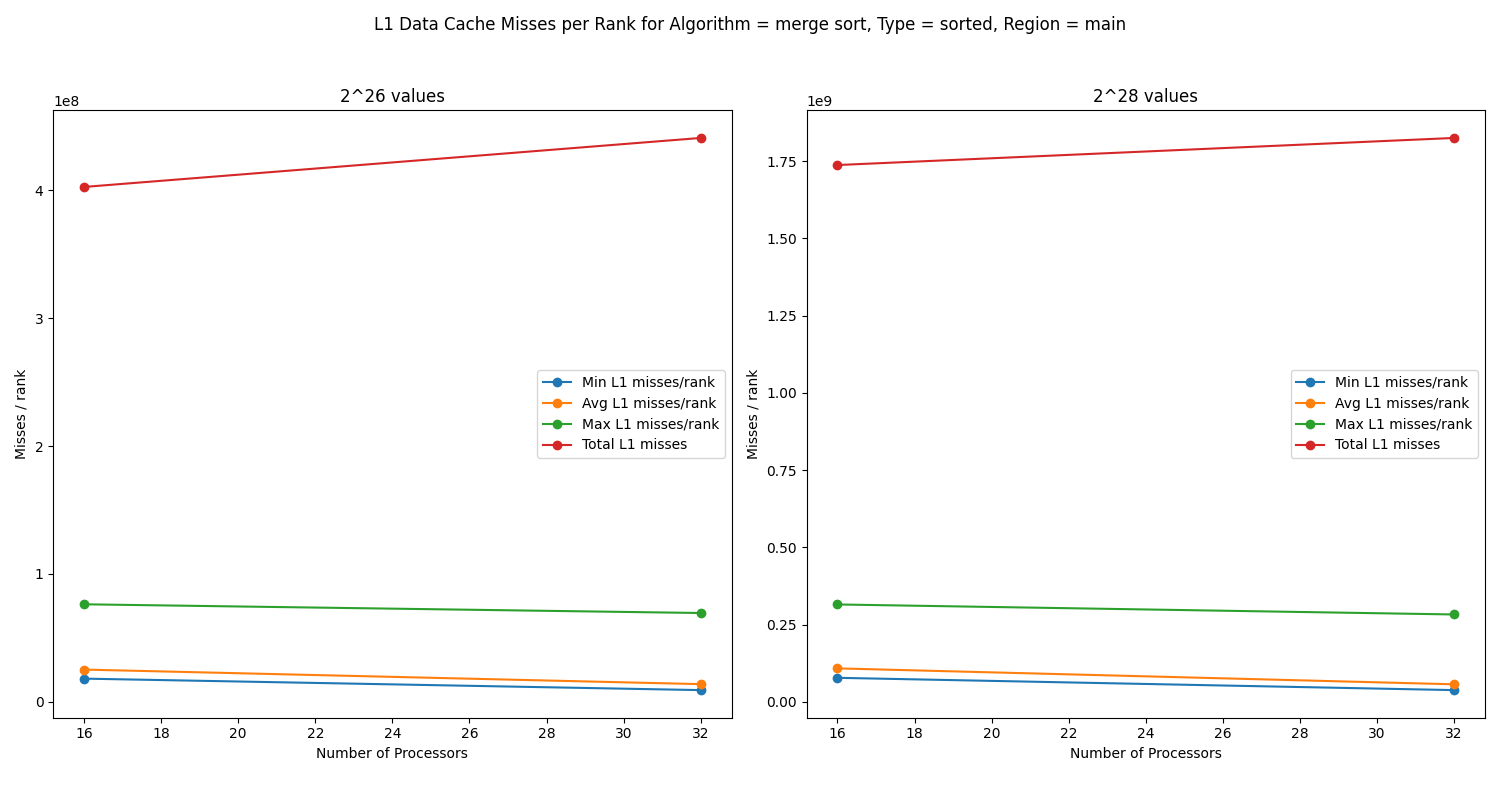 L1 Data Cache Misses per Rank for Algorithm = merge sort, Type = sorted, Region = main
2^26 values
1e8
4
3
2
1
0
Misses / rank
16 18 20 22 24 26 28 30 32
Number of Processors
Min L1 misses/rank
Avg L1 misses/rank
Max L1 misses/rank
Total L1 misses
2^28 values
1e9
1.75
1.50
1.25
1.00
0.75
0.50
0.25
0.00
Misses / rank
16 18 20 22 24 26 28 30 32
Number of Processors
Min L1 misses/rank
Avg L1 misses/rank
Max L1 misses/rank
Total L1 misses